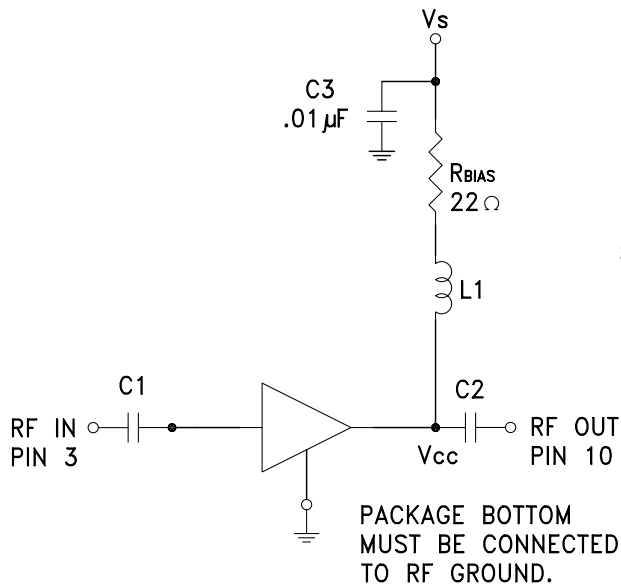 Vs
C3
.01µF
RBIAS
22Ω
L1
C1
C2
RF IN
PIN 3
Vcc
RF OUT
PIN 10
PACKAGE BOTTOM
MUST BE CONNECTED
TO RF GROUND.